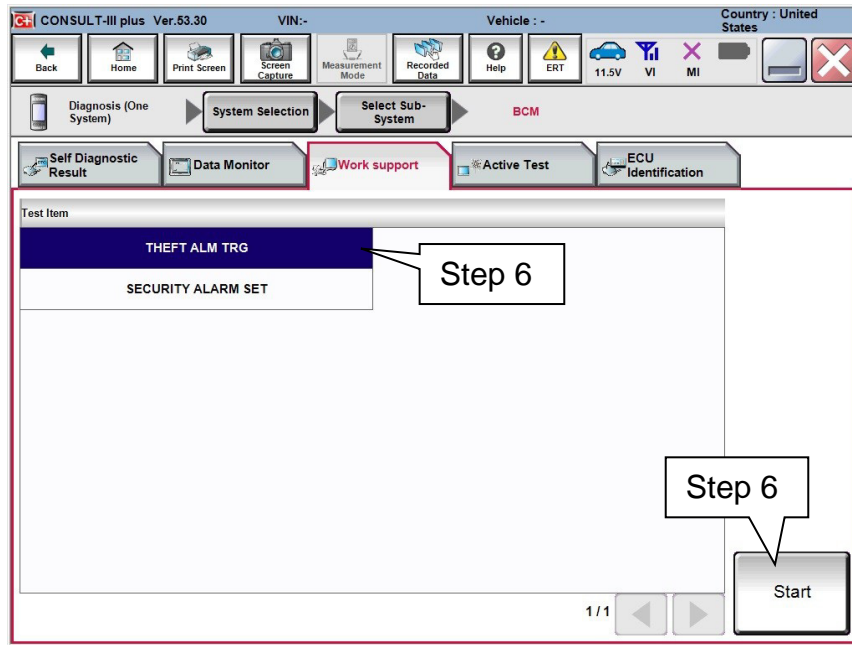 C+ CONSULT-III plus Ver.53.30 VIN:- Vehicle : - Country : United
States
Back Home Print Screen Screen
Capture Measurement
Mode Recorded
Data Help ERT 11.5V VI MI
Diagnosis (One
System) System Selection Select Sub-
System BCM
Self Diagnostic
Result Data Monitor Work support Active Test ECU
Identification
Test Item
THEFT ALM TRG
Step 6
SECURITY ALARM SET
Step 6
Start
1/1